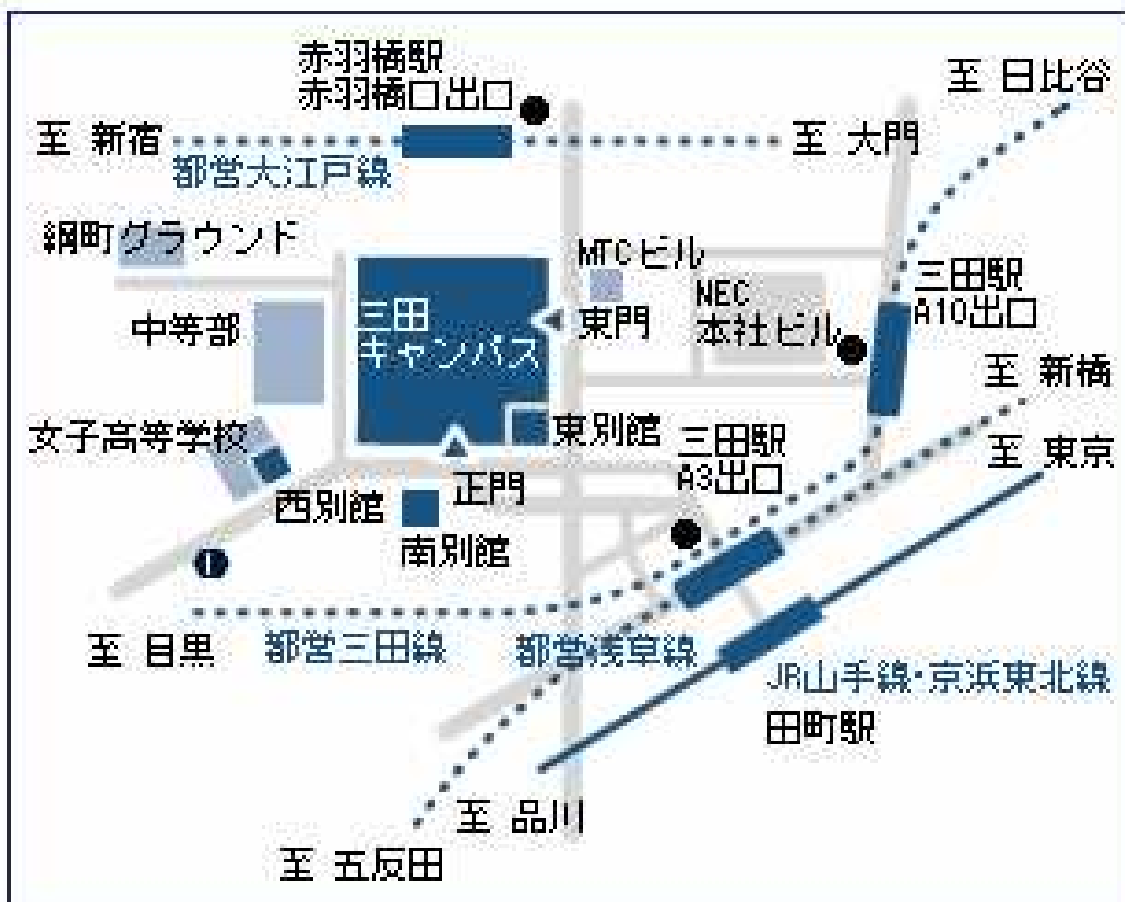 赤羽橋駅
赤羽橋口出口
至 日比谷
至 新宿
至 大門
都営大江戸線
綱町グラウンド
MTCビル
三田駅
A10出口
NEC
本社ビル
三田
キャンパス
東門
中等部
至 新橋
女子高等学校
東別館
三田駅
A3出口
至 東京
正門
西別館
南別館
至 目黒
都営三田線
都営浅草線
JR山手線・京浜東北線
田町駅
至 品川
至 五反田